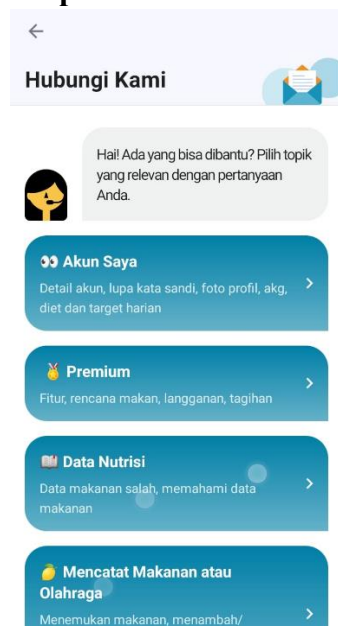 Hubungi Kami
Hai! Ada yang bisa dibantu? Pilih topik
yang relevan dengan pertanyaan
Anda.
Akun Saya
Detail akun, lupa kata sandi, foto profil, akg,
diet dan target harian
Premium
Fitur, rencana makan, langganan, tagihan
Data Nutrisi
Data makanan salah, memahami data
makanan
Mencatat Makanan atau
Olahraga
Menemukan makanan, menambah/